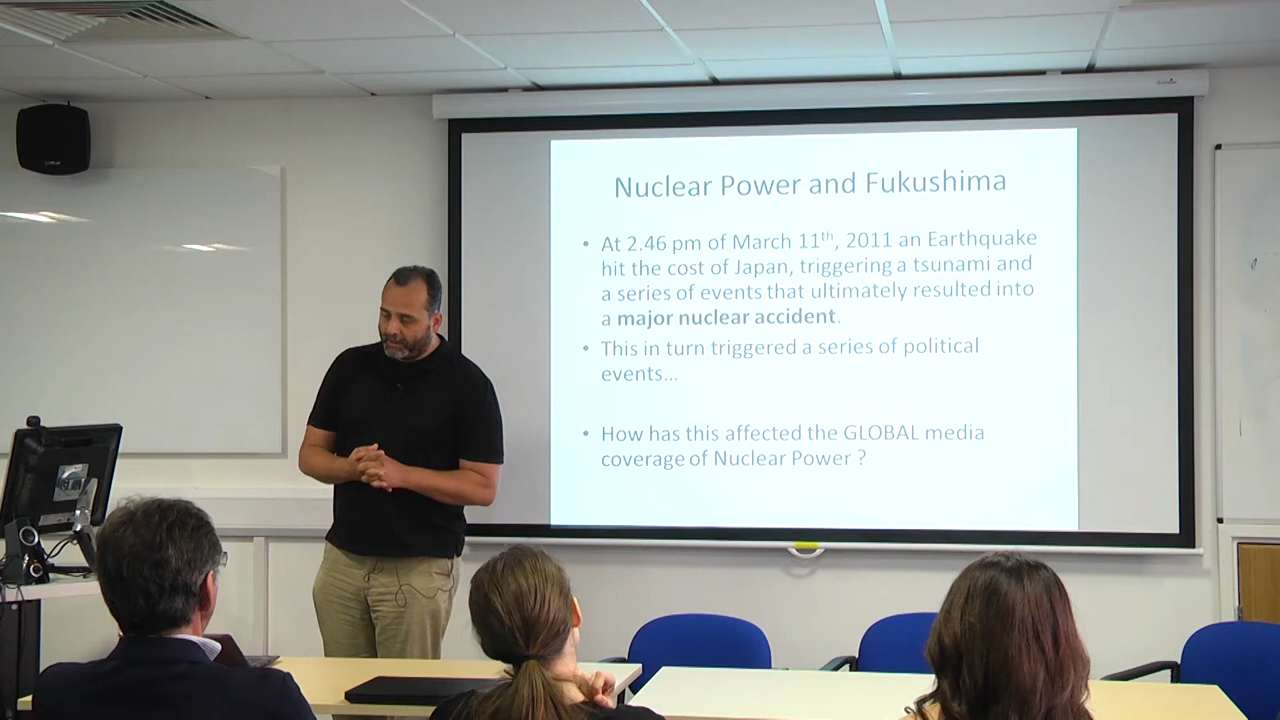 Nuclear Power and Fukushima
• At 2.46 pm of March 11th, 2011 an Earthquake
hit the cost of Japan, triggering a tsunami and
a series of events that ultimately resulted into
a major nuclear accident.
• This in turn triggered a series of political
events...
• How has this affected the GLOBAL media
coverage of Nuclear Power ?